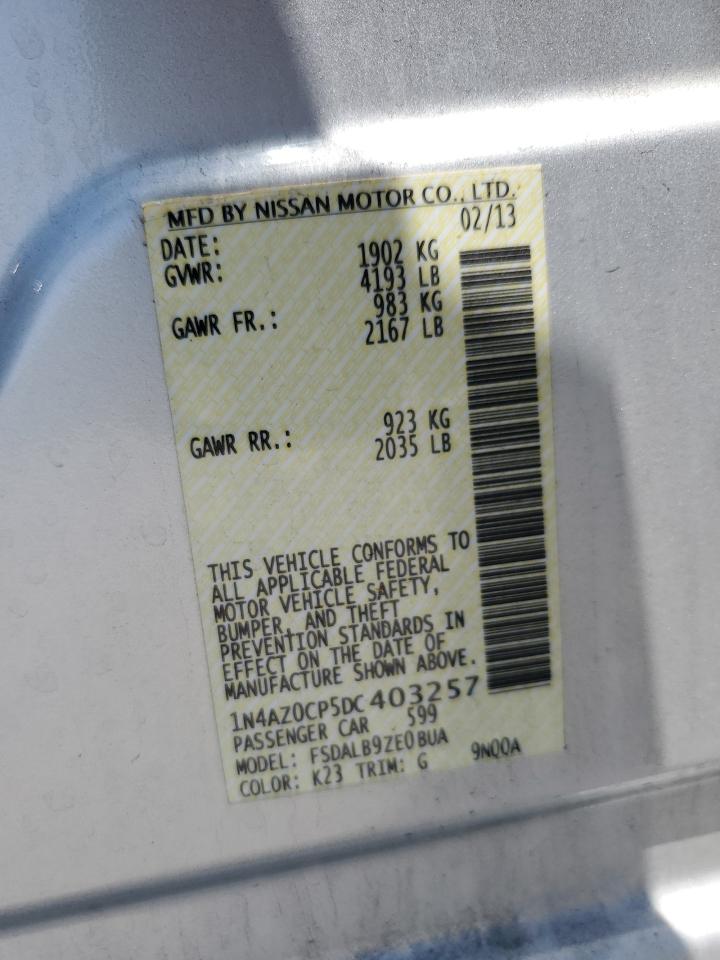 MFD BY NISSAN MOTOR CO., LTD.
DATE: 02/13
GVWR: 1902 KG
4193 LB
GAWR FR.: 983 KG
2167 LB
GAWR RR.: 923 KG
2035 LB
THIS VEHICLE CONFORMS TO
ALL APPLICABLE FEDERAL
MOTOR VEHICLE SAFETY,
BUMPER, AND THEFT
PREVENTION STANDARDS IN
EFFECT ON THE DATE OF
MANUFACTURE SHOWN ABOVE.
1N4AZ0CP5DC403257
PASSENGER CAR 599
MODEL: FSDALB9ZE0BUA 9N00A
COLOR: K23 TRIM: G